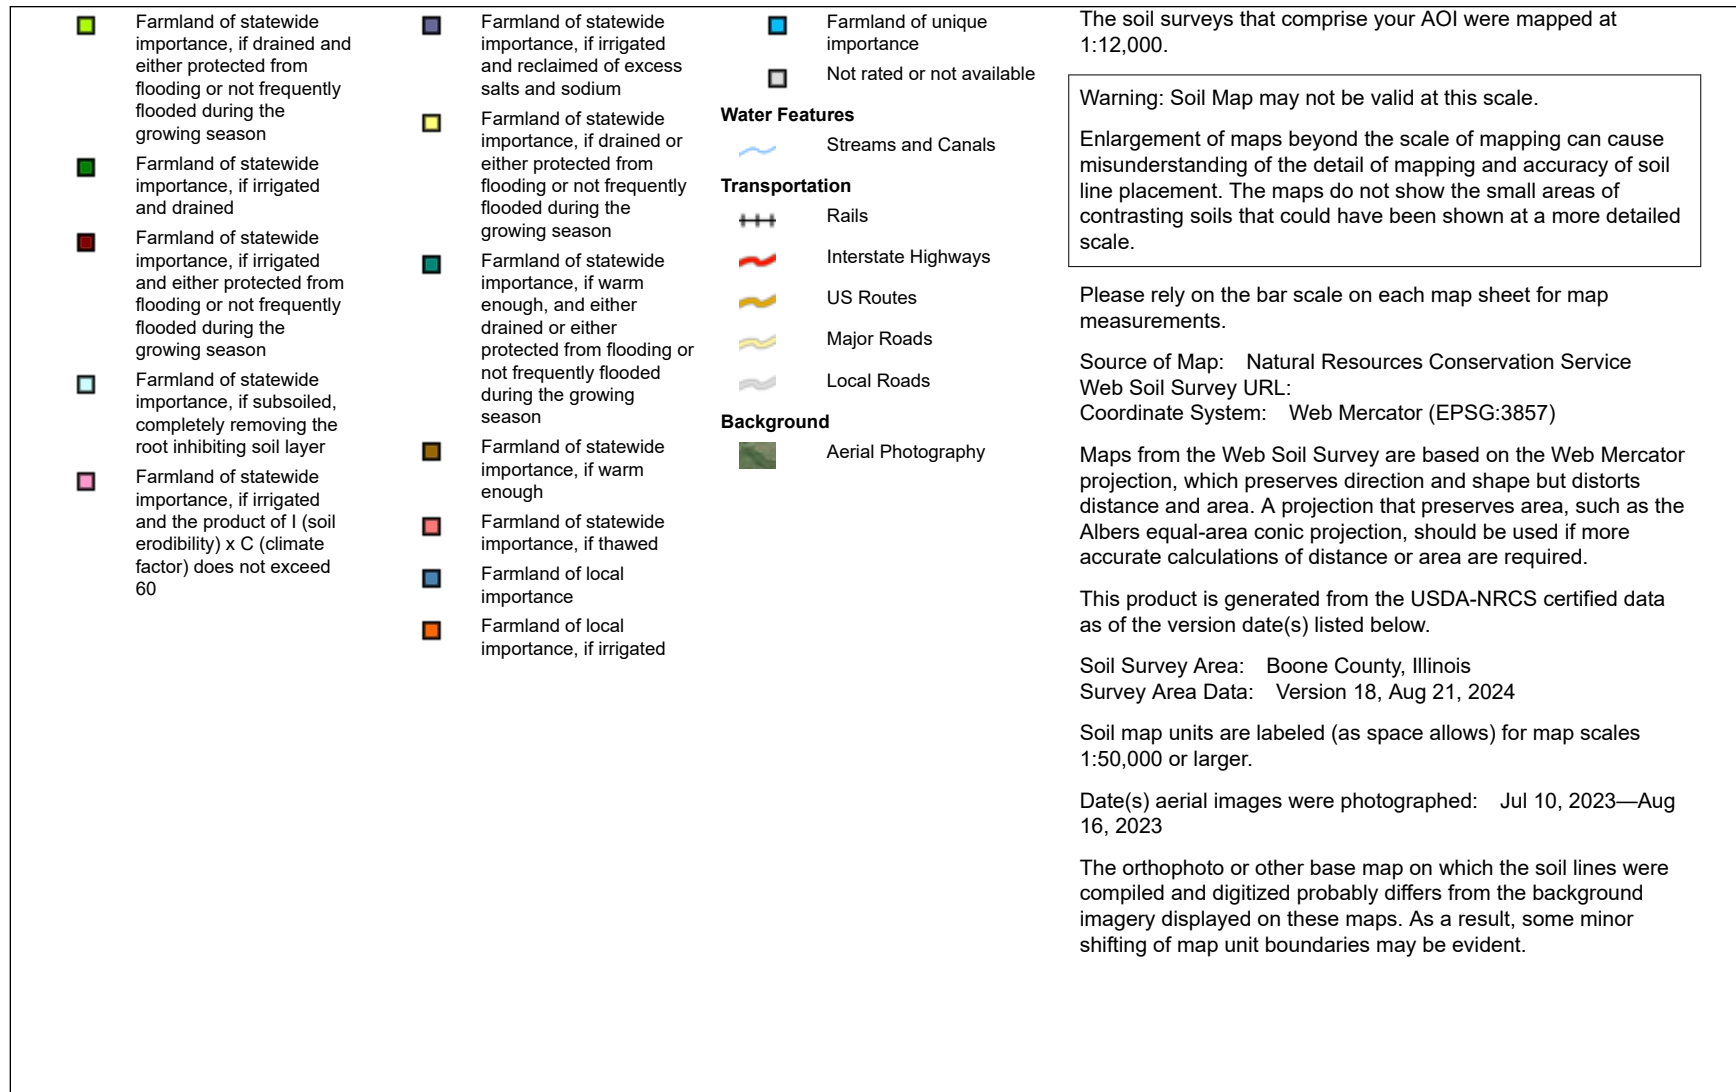 Farmland of statewide
importance, if drained and
either protected from
flooding or not frequently
flooded during the
growing season
Farmland of statewide
importance, if irrigated
and drained
Farmland of statewide
importance, if irrigated
and either protected from
flooding or not frequently
flooded during the
growing season
Farmland of statewide
importance, if subsoiled,
completely removing the
root inhibiting soil layer
Farmland of statewide
importance, if irrigated
and the product of I (soil
erodibility) x C (climate
factor) does not exceed
60
Farmland of statewide
importance, if irrigated
and reclaimed of excess
salts and sodium
Farmland of statewide
importance, if drained or
either protected from
flooding or not frequently
flooded during the
growing season
Farmland of statewide
importance, if warm
enough, and either
drained or either
protected from flooding or
not frequently flooded
during the growing
season
Farmland of statewide
importance, if warm
enough
Farmland of statewide
importance, if thawed
Farmland of local
importance
Farmland of local
importance, if irrigated
Farmland of unique
importance
Not rated or not available
Water Features
Streams and Canals
Transportation
Rails
Interstate Highways
US Routes
Major Roads
Local Roads
Background
Aerial Photography
The soil surveys that comprise your AOI were mapped at
1:12,000.
Warning: Soil Map may not be valid at this scale.
Enlargement of maps beyond the scale of mapping can cause
misunderstanding of the detail of mapping and accuracy of soil
line placement. The maps do not show the small areas of
contrasting soils that could have been shown at a more detailed
scale.
Please rely on the bar scale on each map sheet for map
measurements.
Source of Map: Natural Resources Conservation Service
Web Soil Survey URL:
Coordinate System: Web Mercator (EPSG:3857)
Maps from the Web Soil Survey are based on the Web Mercator
projection, which preserves direction and shape but distorts
distance and area. A projection that preserves area, such as the
Albers equal-area conic projection, should be used if more
accurate calculations of distance or area are required.
This product is generated from the USDA-NRCS certified data
as of the version date(s) listed below.
Soil Survey Area: Boone County, Illinois
Survey Area Data: Version 18, Aug 21, 2024
Soil map units are labeled (as space allows) for map scales
1:50,000 or larger.
Date(s) aerial images were photographed: Jul 10, 2023—Aug
16, 2023
The orthophoto or other base map on which the soil lines were
compiled and digitized probably differs from the background
imagery displayed on these maps. As a result, some minor
shifting of map unit boundaries may be evident.